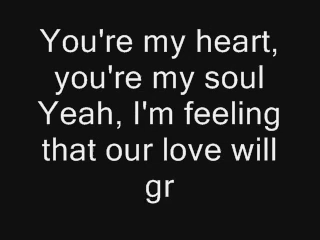 You're my heart,
you're my soul
Yeah, I'm feeling
that our love will
gr